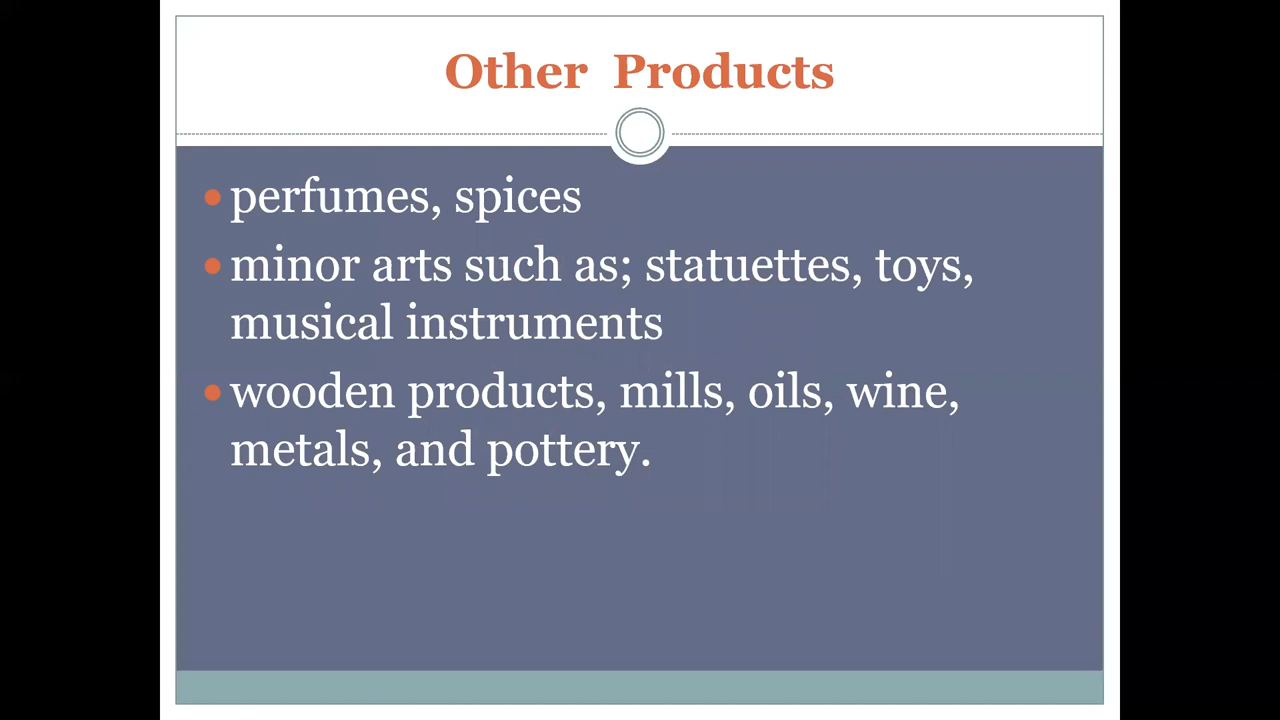 Other Products
• perfumes, spices
• minor arts such as; statuettes, toys,
musical instruments
• wooden products, mills, oils, wine,
metals, and pottery.